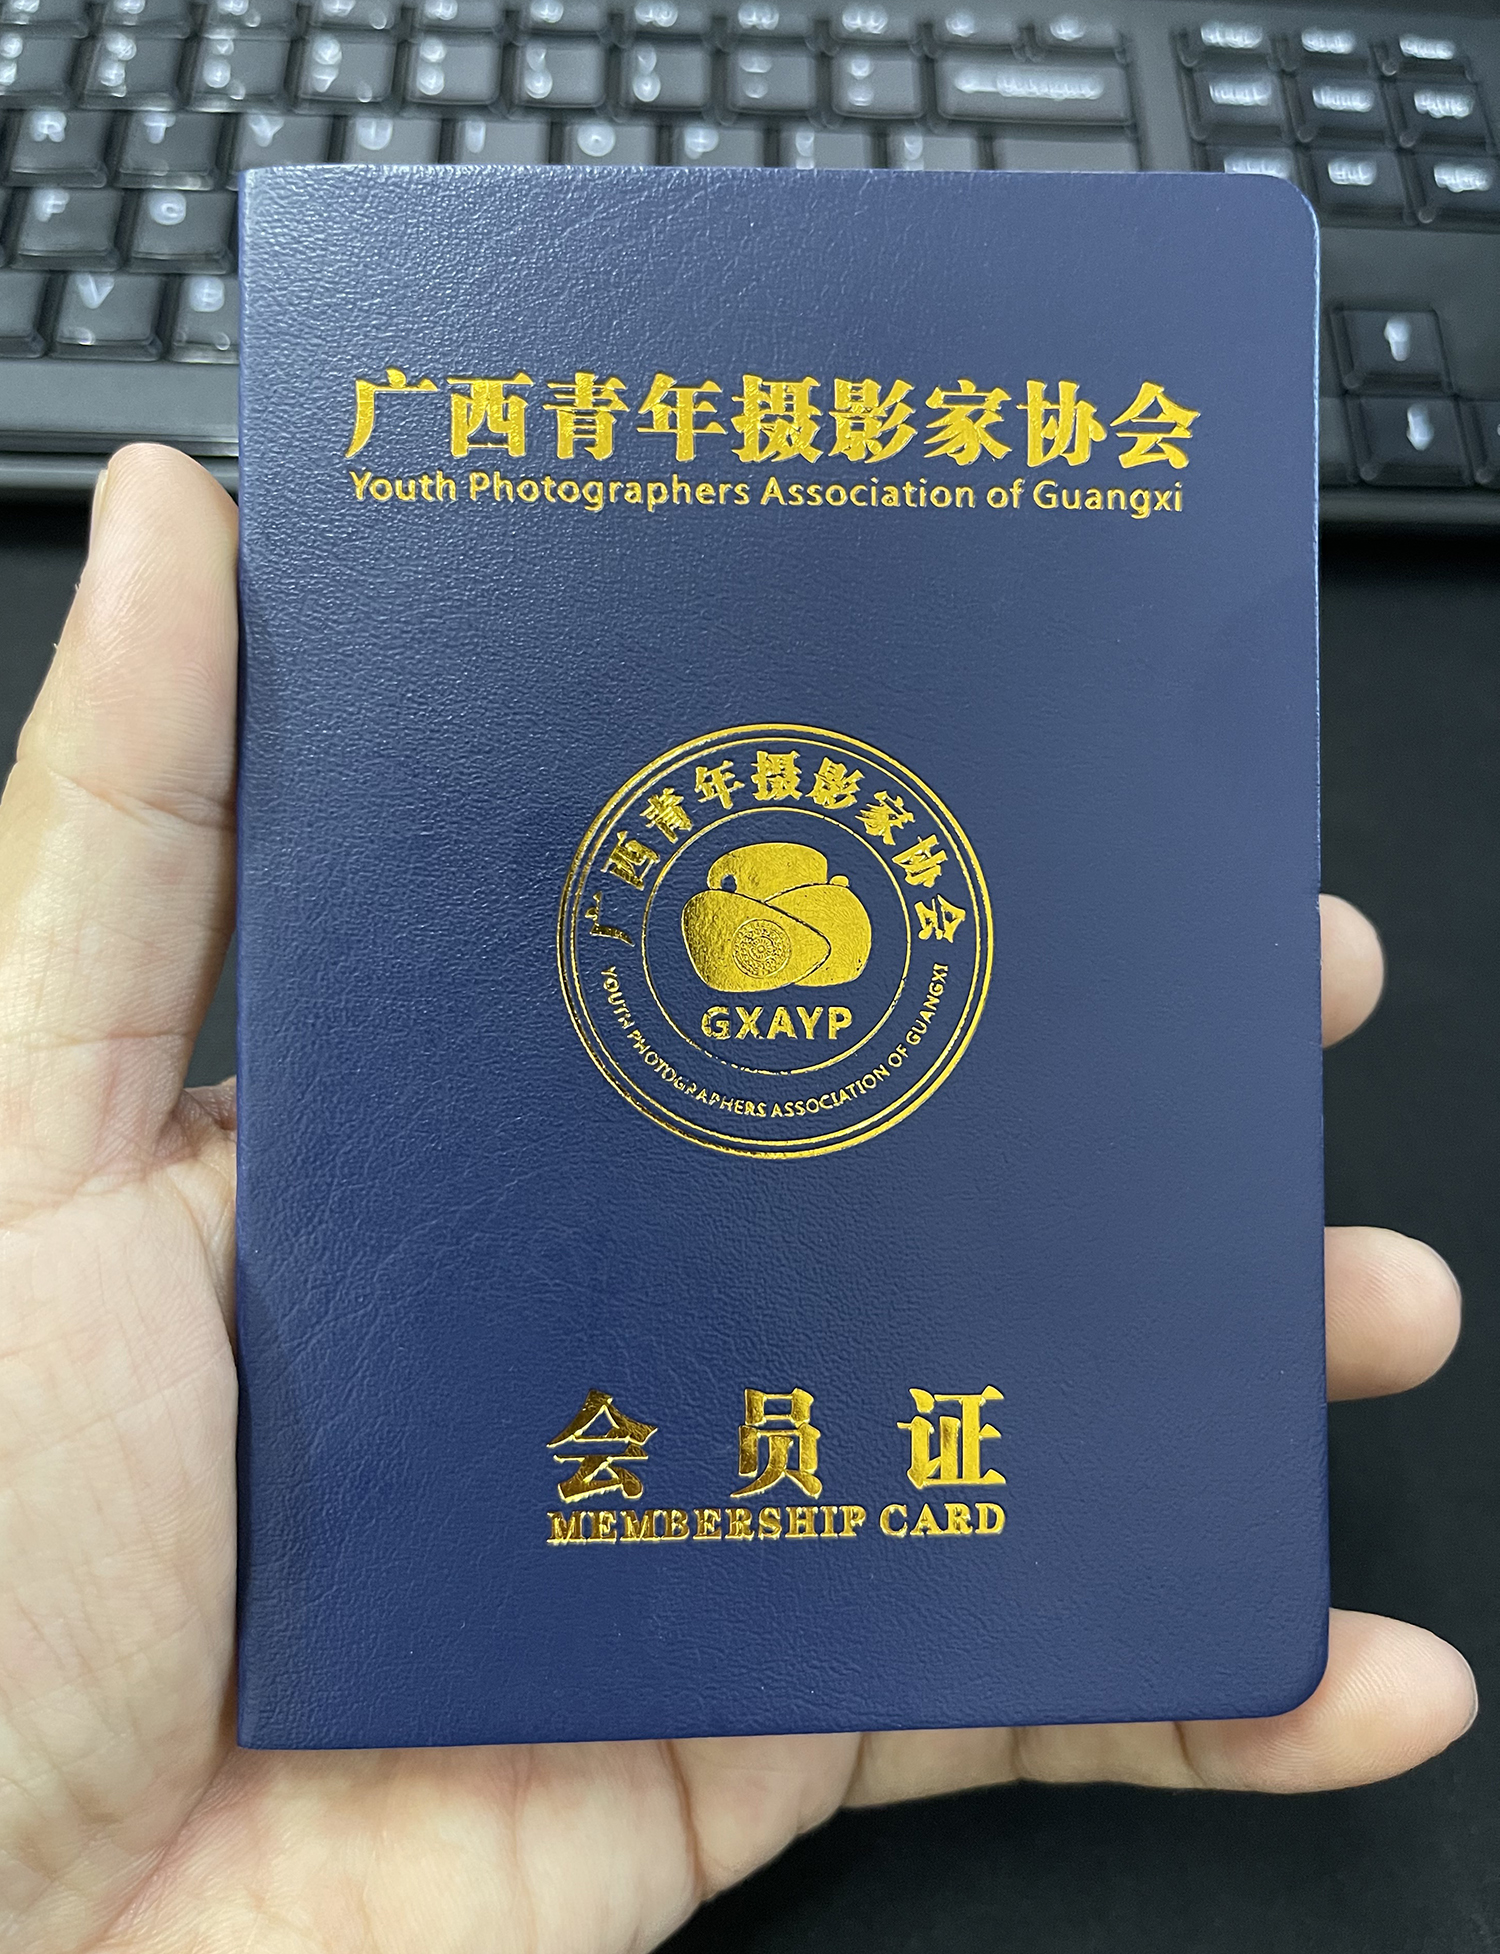 广西青年摄影家协会
Youth Photographers Association of Guangxi
广西青年摄影家协会
GXAYP
YOUTH PHOTOGRAPHERS ASSOCIATION OF GUANGXI
会员证
MEMBERSHIP CARD
R T Y U I O P
F G
V B